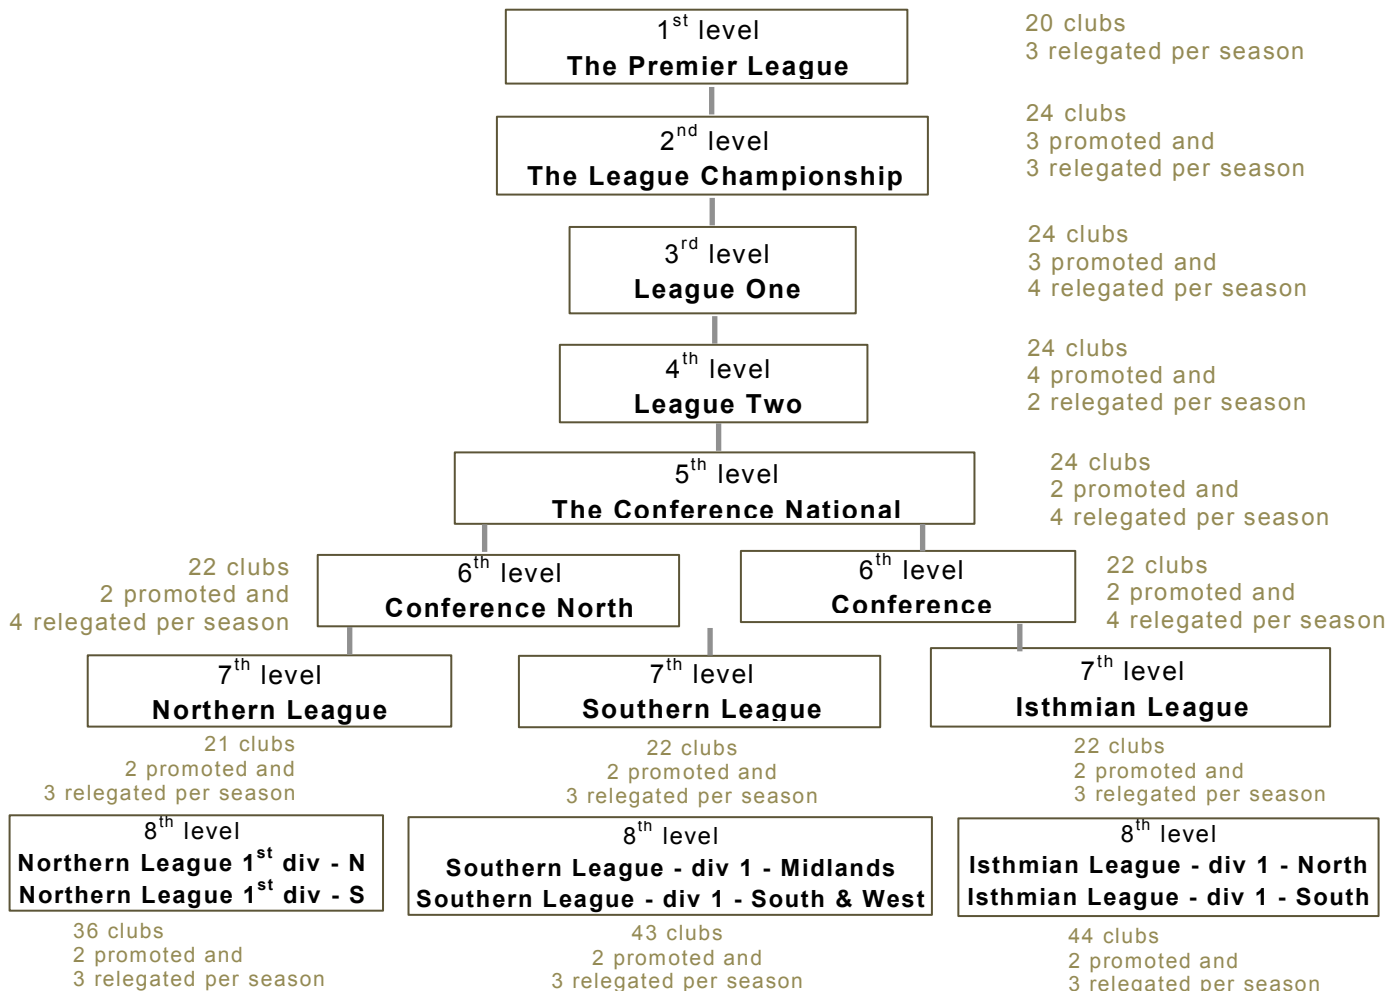 1st level
The Premier League
20 clubs
3 relegated per season
2nd level
The League Championship
24 clubs
3 promoted and
3 relegated per season
3rd level
League One
24 clubs
3 promoted and
4 relegated per season
4th level
League Two
24 clubs
4 promoted and
2 relegated per season
5th level
The Conference National
24 clubs
2 promoted and
4 relegated per season
22 clubs
2 promoted and
4 relegated per season
6th level
Conference North
6th level
Conference
22 clubs
2 promoted and
4 relegated per season
7th level
Northern League
21 clubs
2 promoted and
3 relegated per season
7th level
Southern League
22 clubs
2 promoted and
3 relegated per season
7th level
Isthmian League
22 clubs
2 promoted and
3 relegated per season
8th level
Northern League 1st div - N
Northern League 1st div - S
36 clubs
2 promoted and
3 relegated per season
8th level
Southern League - div 1 - Midlands
Southern League - div 1 - South & West
43 clubs
2 promoted and
3 relegated per season
8th level
Isthmian League - div 1 - North
Isthmian League - div 1 - South
44 clubs
2 promoted and
3 relegated per season